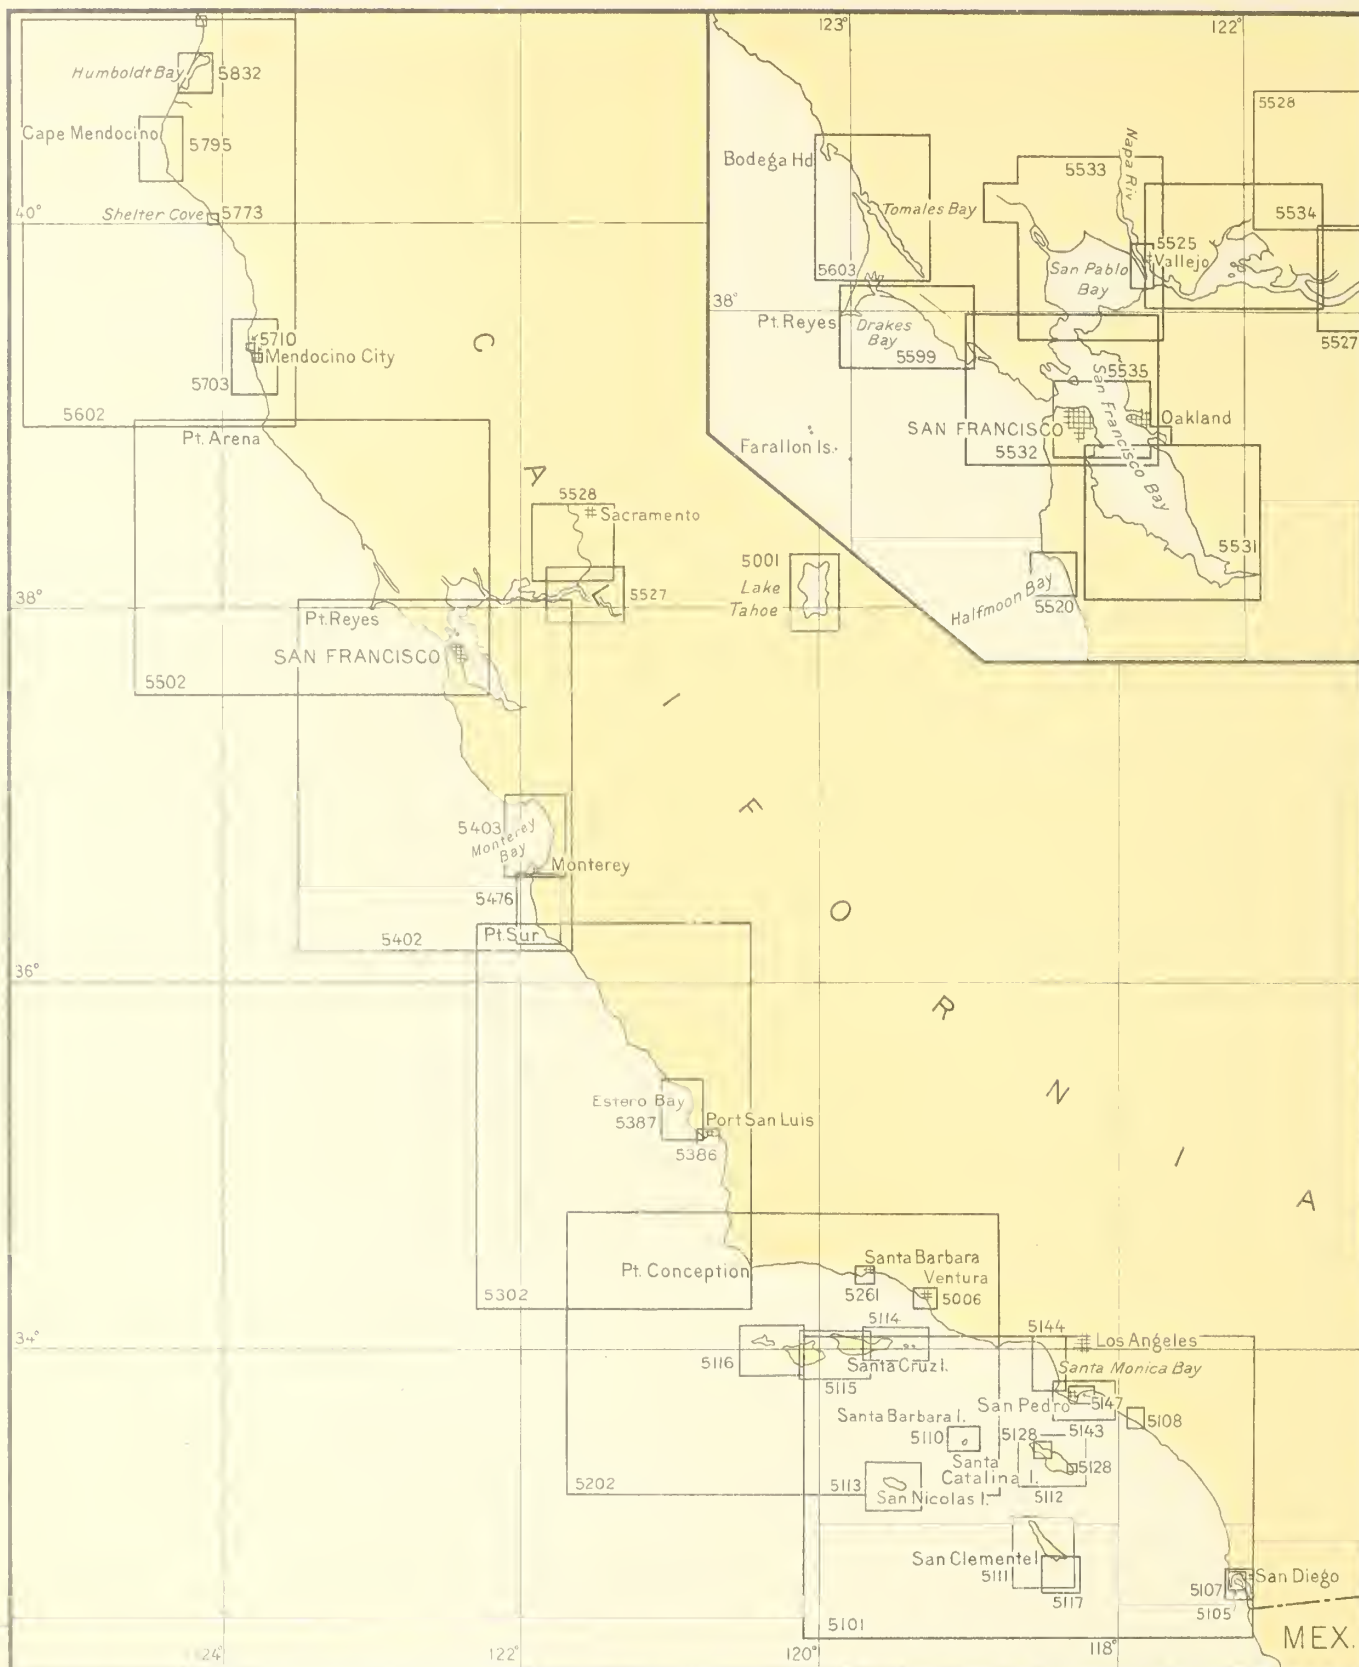 Humboldt Bay
5832
Cape Mendocino
5795
40°
Shelter Cove
5773
5710
Mendocino City
5703
5602
Pt. Arena
C
A
L
I
F
O
R
N
I
A
5528
Sacramento
5527
38°
Pt. Reyes
SAN FRANCISCO
5502
5001
Lake
Tahoe
5403
Monterey
Bay
Monterey
5476
5402
Pt. Sur
36°
Estero Bay
5387
Port San Luis
5386
Pt. Conception
5302
Santa Barbara
5261
Ventura
5006
34°
5114
5116
Santa Cruz I.
5115
5144
Los Angeles
Santa Monica Bay
San Pedro
5147
5143
5108
Santa Barbara I.
5110
5128
Santa
Catalina I.
5128
5112
5202
5113
San Nicolas I.
San Clemente I
5111
5117
5107
San Diego
5105
5101
MEX.
124°
122°
120°
118°
123°
122°
5528
Bodega Hd
Napa Riv
5533
Tomales Bay
5534
5525
Vallejo
San Pablo
Bay
5603
38°
Pt. Reyes
Drakes
Bay
5599
5527
5535
San Francisco Bay
Oakland
SAN FRANCISCO
5532
Farallon Is.
5531
Halfmoon Bay
5520